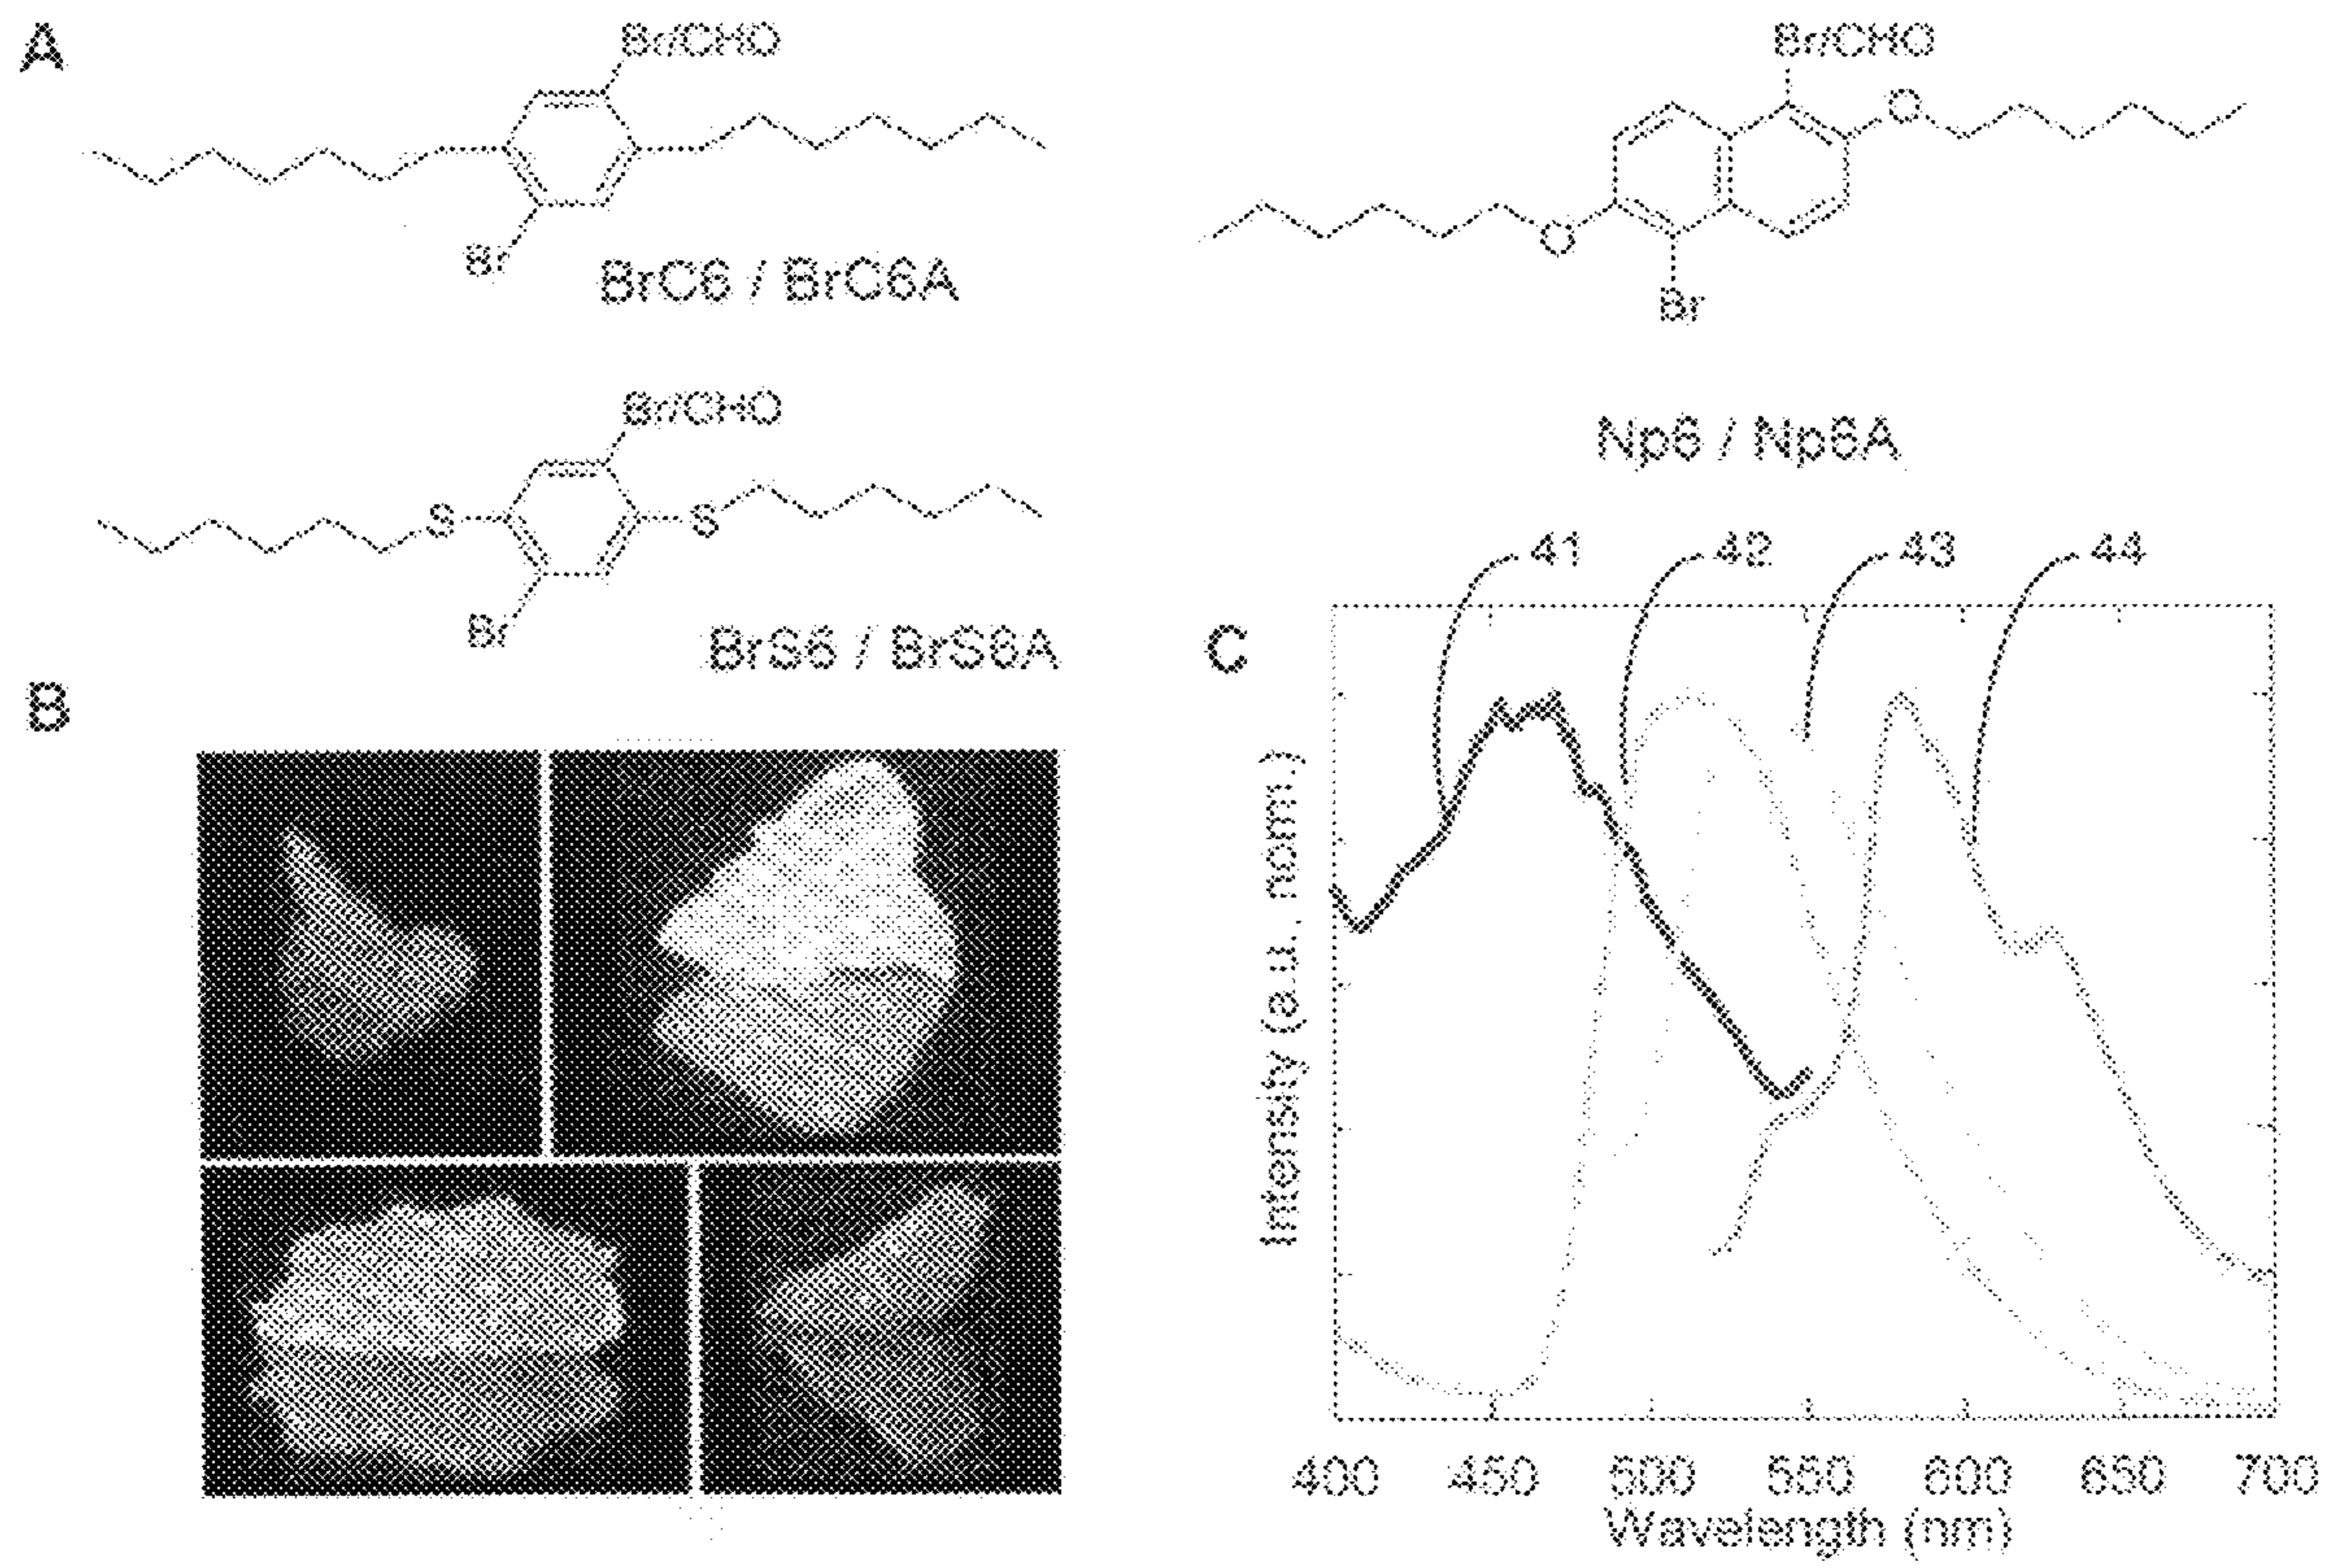 A
Br/CHO
Br
BrC6 / BrC6A
Br/CHO
O
O
Br
Np6 / Np6A
Br/CHO
S
S
Br
BrS6 / BrS6A
B
C
41
42
43
44
Intensity (a.u. norm.)
400 450 500 550 600 650 700
Wavelength (nm)